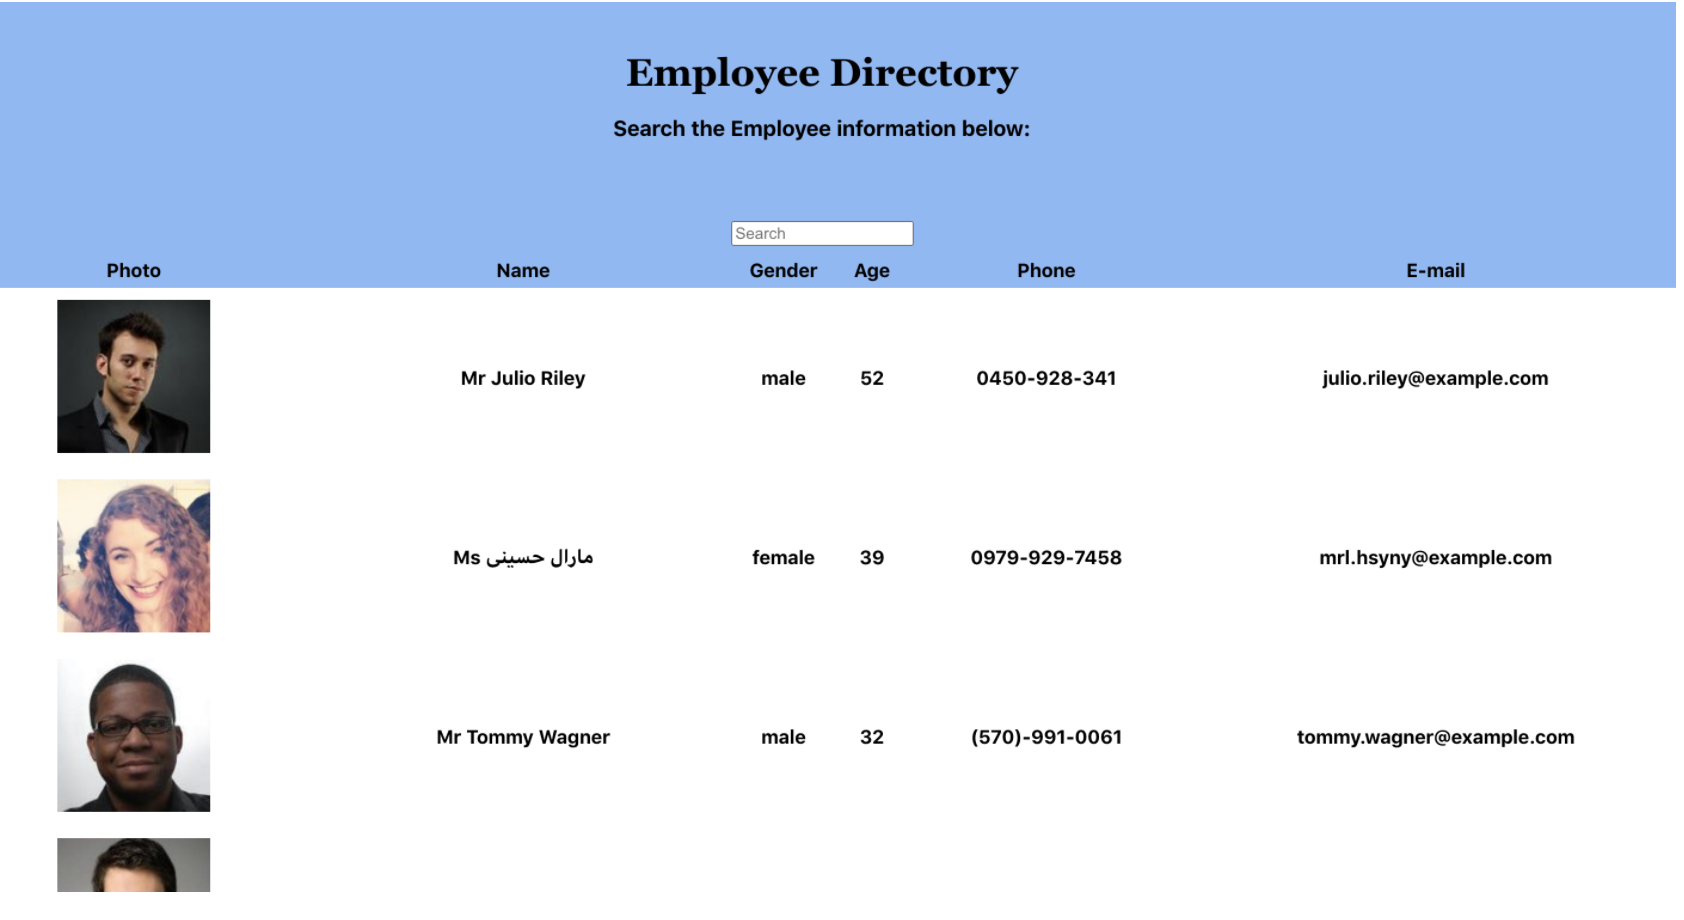 Employee Directory
Search the Employee information below:
Search
Photo Name Gender Age Phone E-mail
Mr Julio Riley male 52 0450-928-341 julio.riley@example.com
Ms مارال حسینی female 39 0979-929-7458 mrl.hsyny@example.com
Mr Tommy Wagner male 32 (570)-991-0061 tommy.wagner@example.com